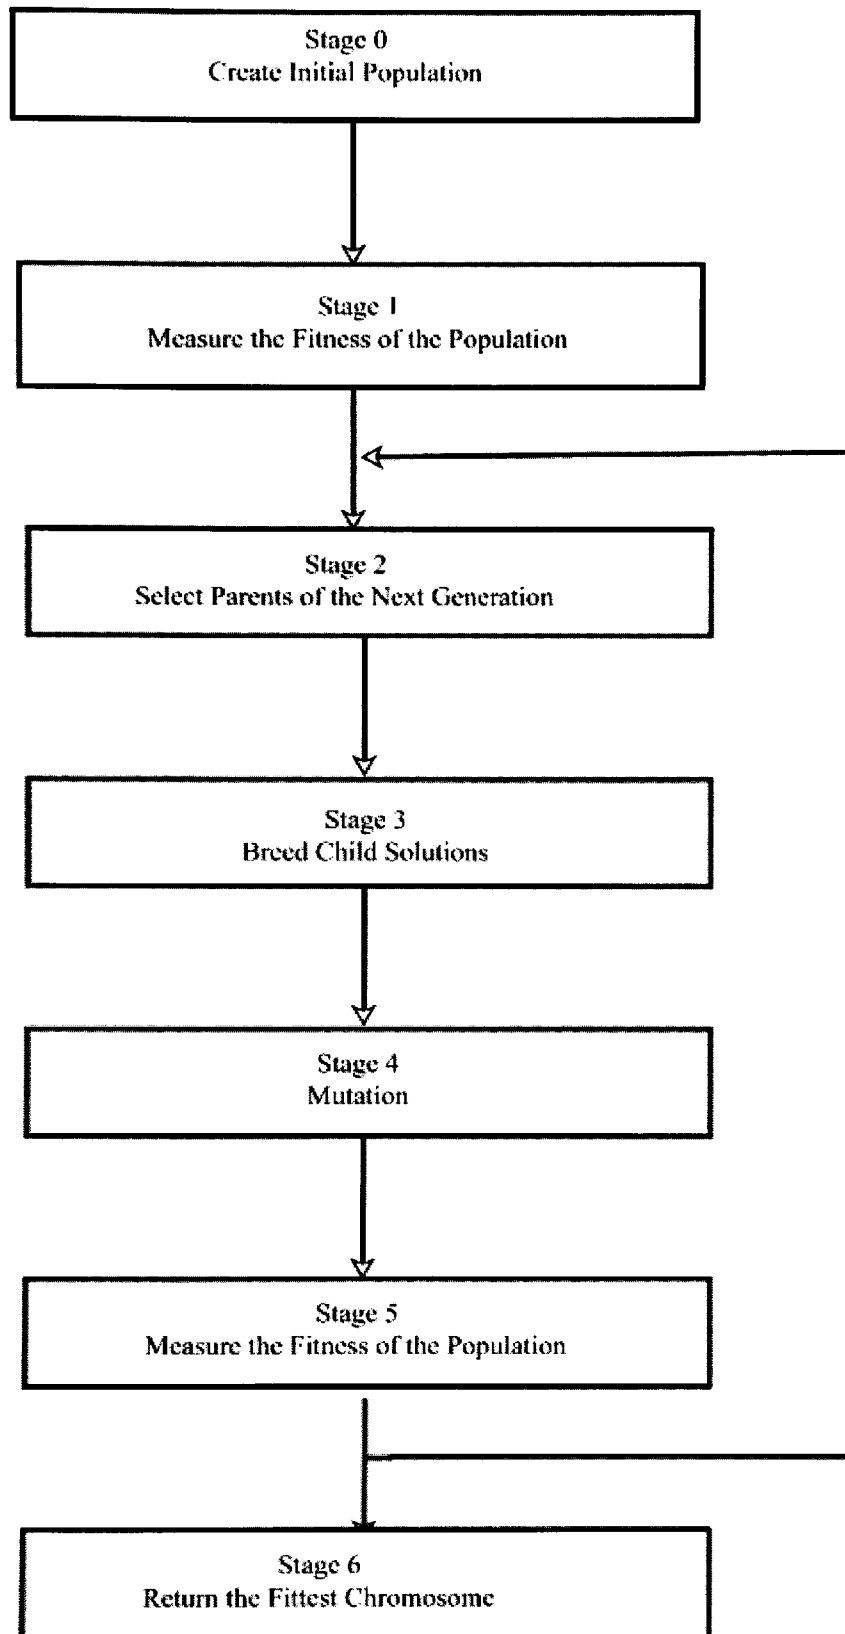 Stage 0
Create Initial Population
Stage 1
Measure the Fitness of the Population
Stage 2
Select Parents of the Next Generation
Stage 3
Breed Child Solutions
Stage 4
Mutation
Stage 5
Measure the Fitness of the Population
Stage 6
Return the Fittest Chromosome